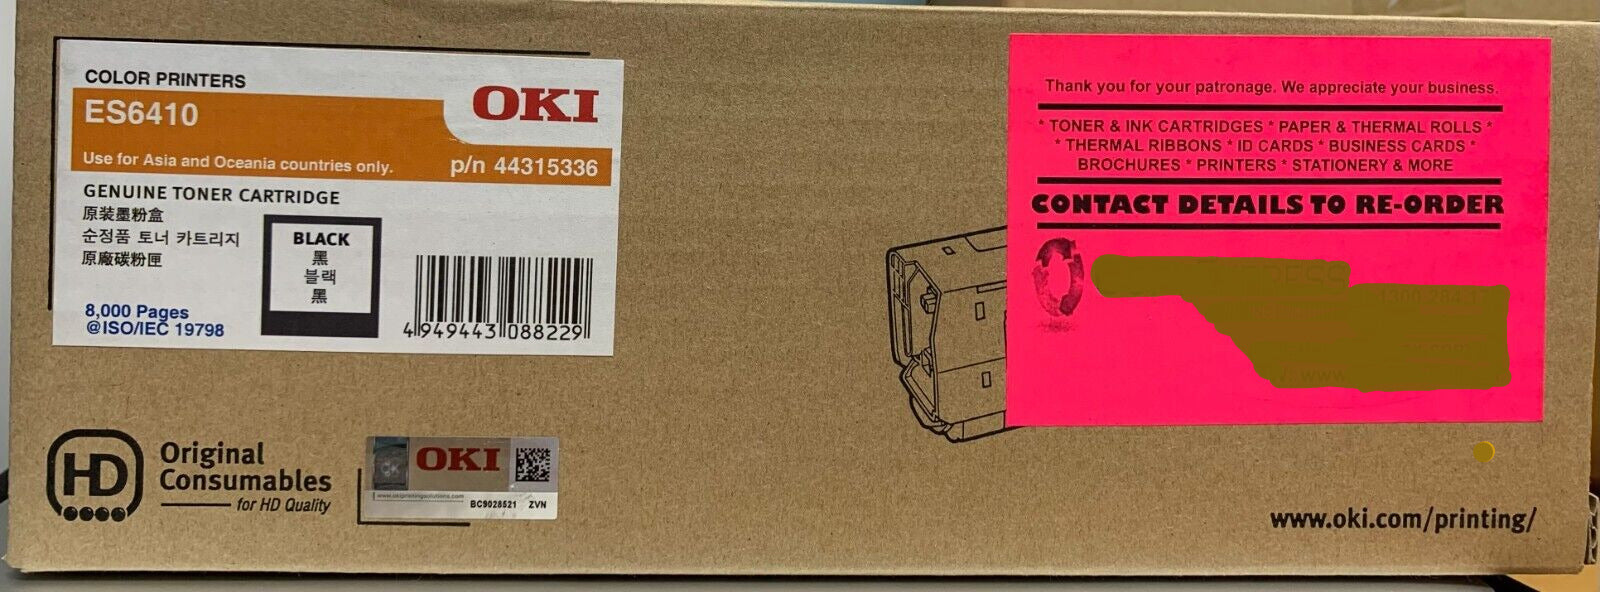 COLOR PRINTERS
ES6410
OKI
Use for Asia and Oceania countries only.
p/n 44315336
GENUINE TONER CARTRIDGE
原装墨粉盒
순정품 토너 카트리지
原廠碳粉匣
BLACK
黑
블랙
黑
8,000 Pages
@ISO/IEC 19798
4 949443 088229
HD
Original
Consumables
for HD Quality
OKI
OKI
www.okiprintingsolutions.com
BC9028521 ZVN
Thank you for your patronage. We appreciate your business.
* TONER & INK CARTRIDGES * PAPER & THERMAL ROLLS *
* THERMAL RIBBONS * ID CARDS * BUSINESS CARDS *
BROCHURES * PRINTERS * STATIONERY & MORE
CONTACT DETAILS TO RE-ORDER
www.oki.com/printing/